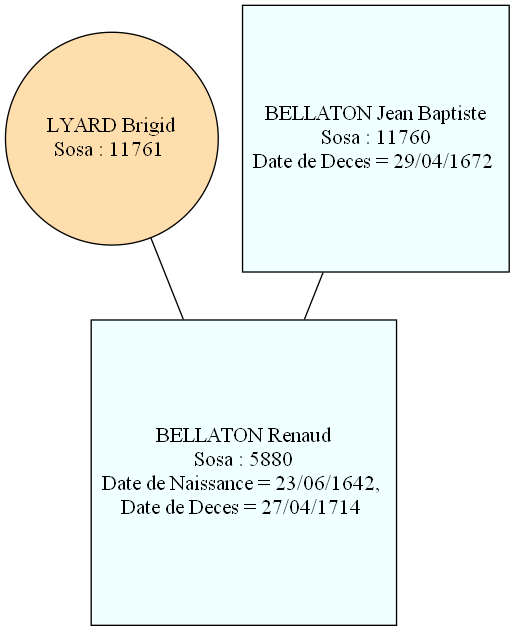 LYARD Brigid
Sosa : 11761
BELLATON Jean Baptiste
Sosa : 11760
Date de Deces = 29/04/1672
BELLATON Renaud
Sosa : 5880
Date de Naissance = 23/06/1642,
Date de Deces = 27/04/1714